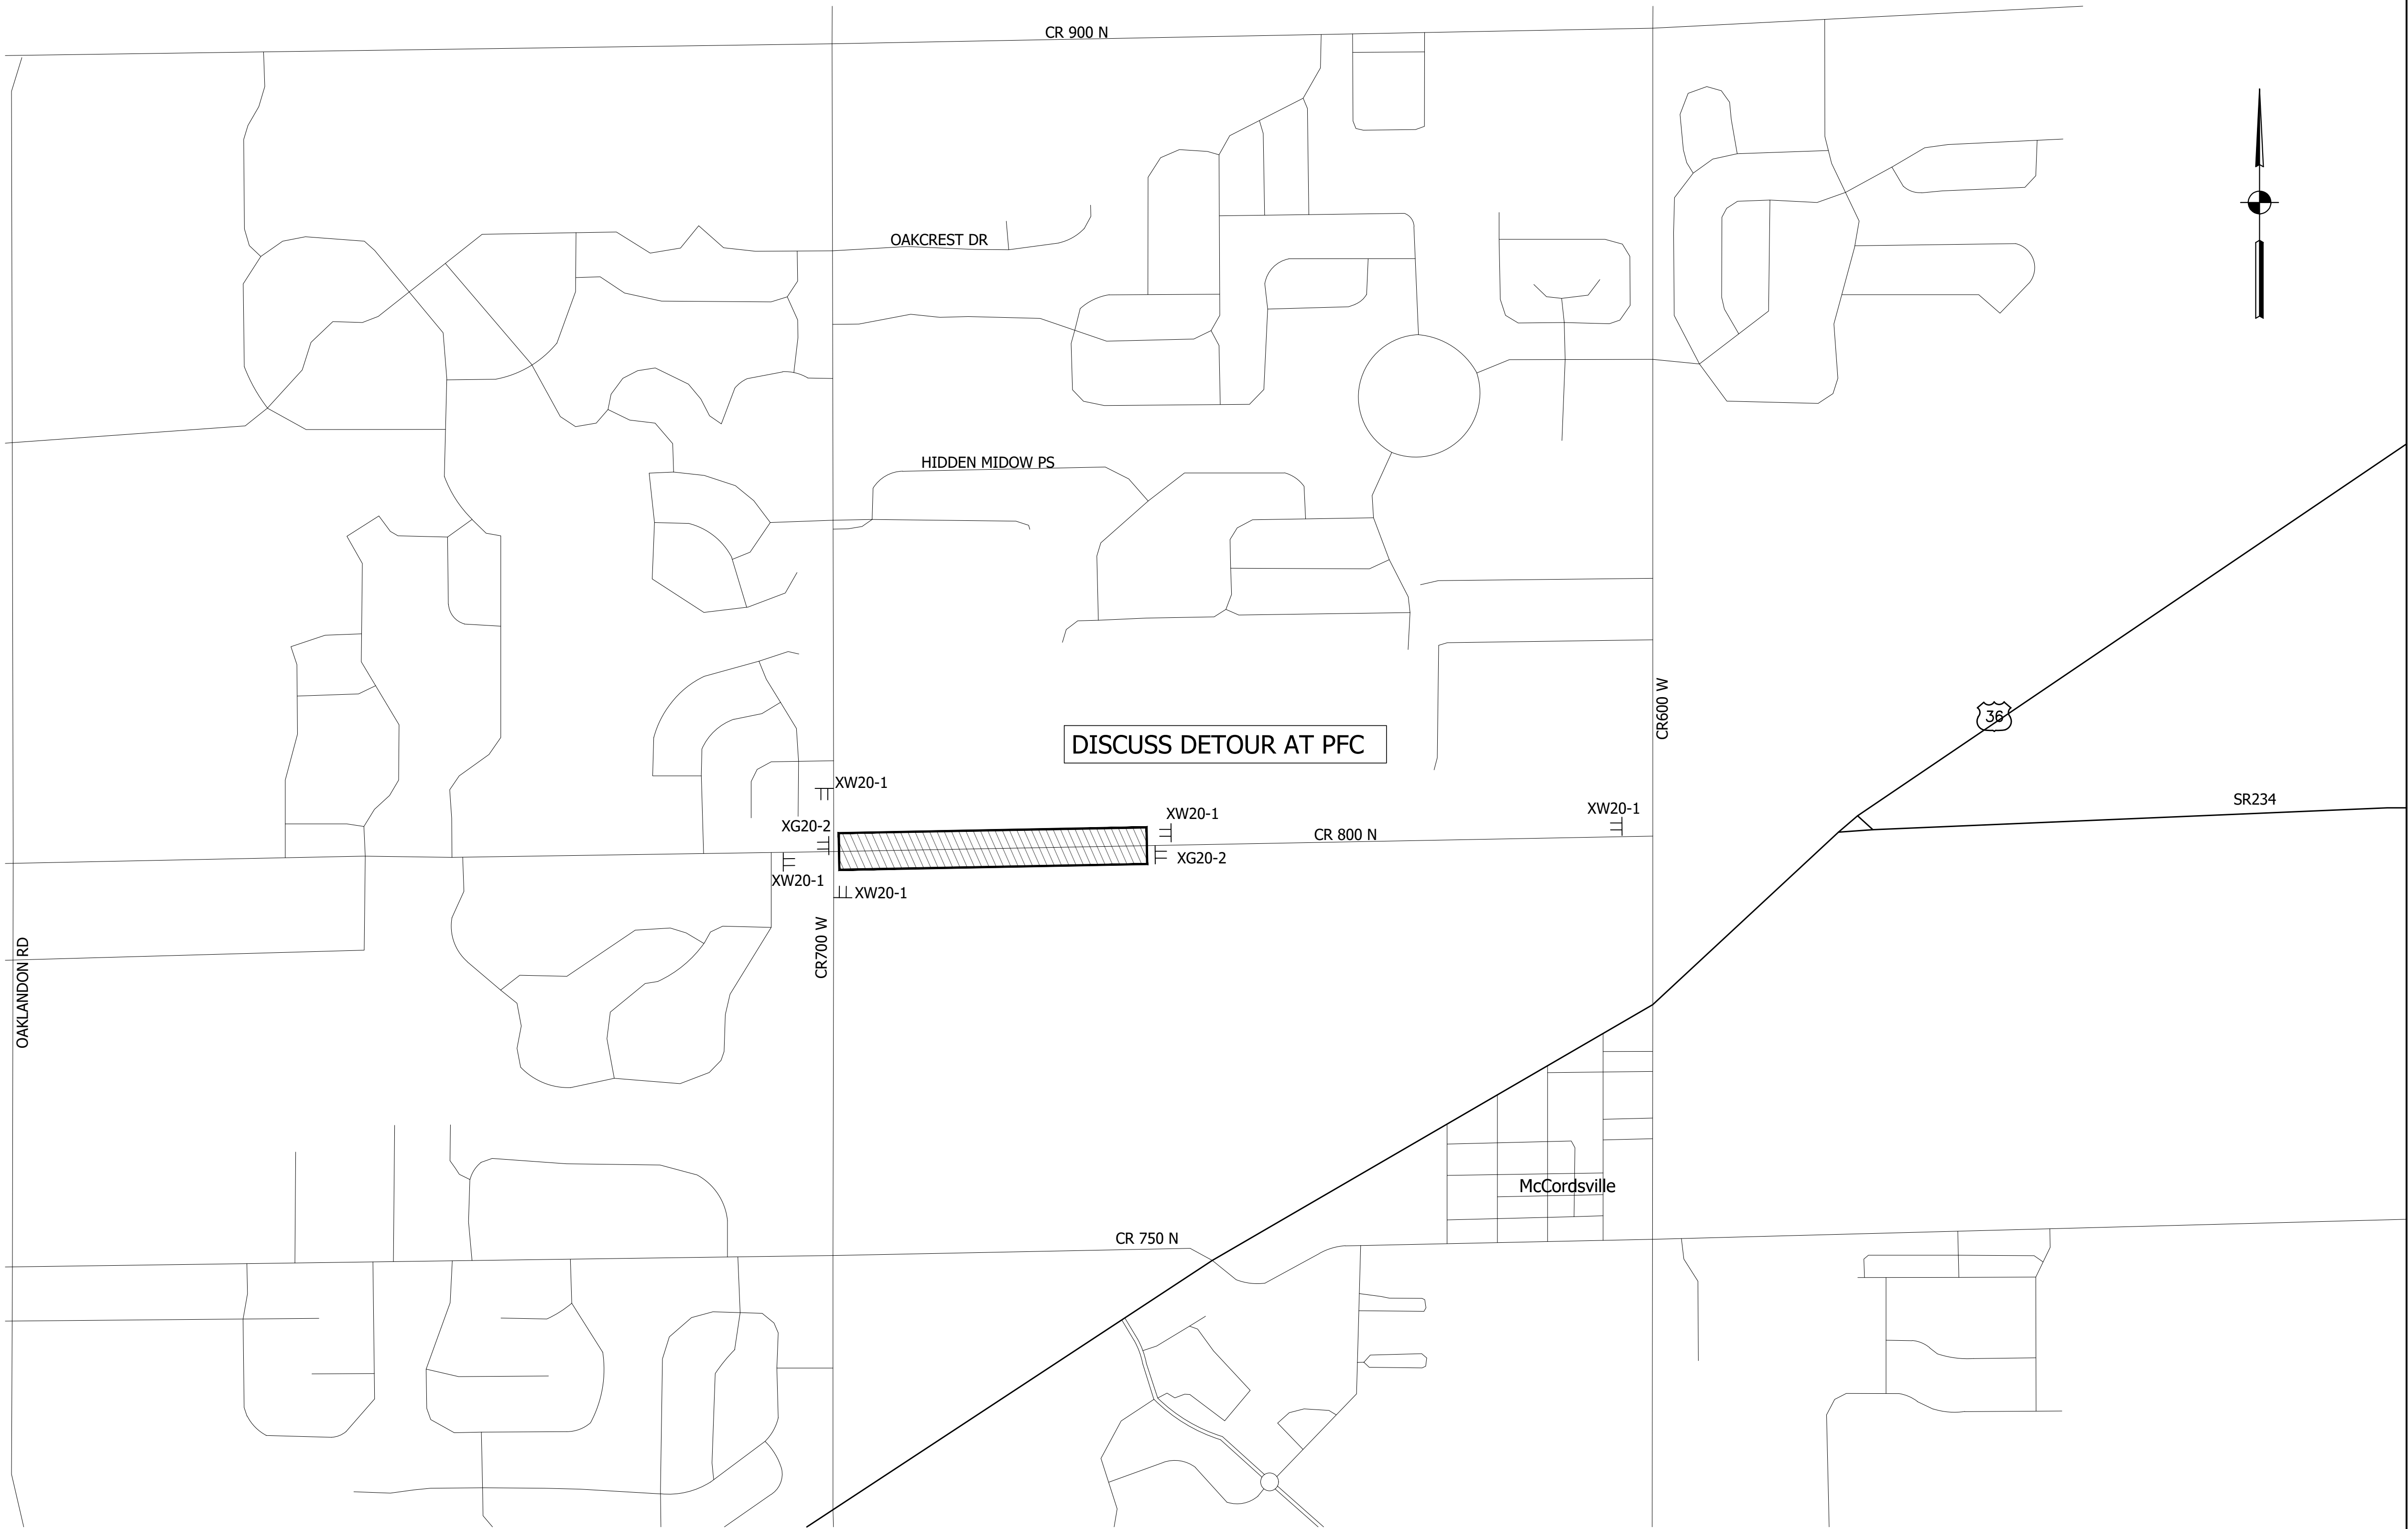 CR 900 N
OAKCREST DR
HIDDEN MIDOW PS
CR600 W
36
DISCUSS DETOUR AT PFC
XW20-1
SR234
XW20-1
XW20-1
XG20-2
CR 800 N
XG20-2
XW20-1
XW20-1
CR700 W
OAKLANDON RD
McCordsville
CR 750 N